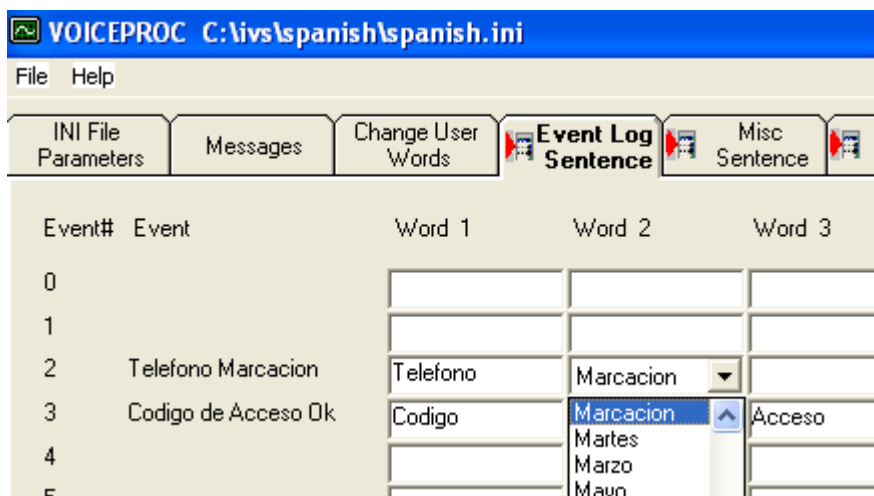 VOICEPROC C:\ivs\spanish\spanish.ini
File Help
INI File Parameters
Messages
Change User Words
Event Log Sentence
Misc Sentence
Event# Event Word 1 Word 2 Word 3
0
1
2 Telefono Marcacion Telefono Marcacion
3 Codigo de Acceso Ok Codigo Marcacion Acceso
Martes
4 Marzo
Mayo